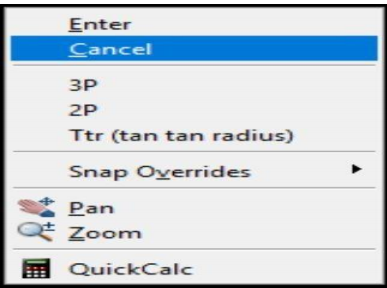 Enter
Cancel
3P
2P
Ttr (tan tan radius)
Snap Overrides
Pan
Zoom
QuickCalc